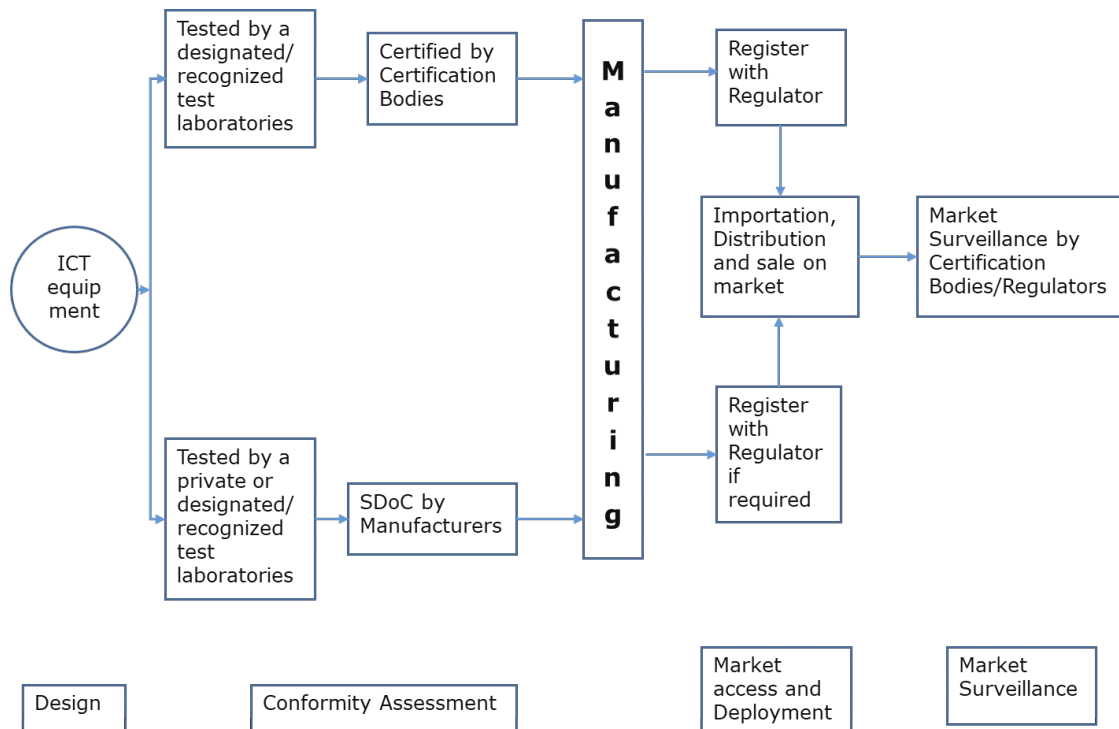 ICT
equip
ment
Tested by a
designated/
recognized
test
laboratories
Certified by
Certification
Bodies
Tested by a
private or
designated/
recognized
test
laboratories
SDoC by
Manufacturers
M
a
n
u
f
a
c
t
u
r
i
n
g
Register
with
Regulator
Importation,
Distribution
and sale on
market
Register
with
Regulator
if
required
Market
Surveillance by
Certification
Bodies/Regulators
Design
Conformity Assessment
Market
access and
Deployment
Market
Surveillance